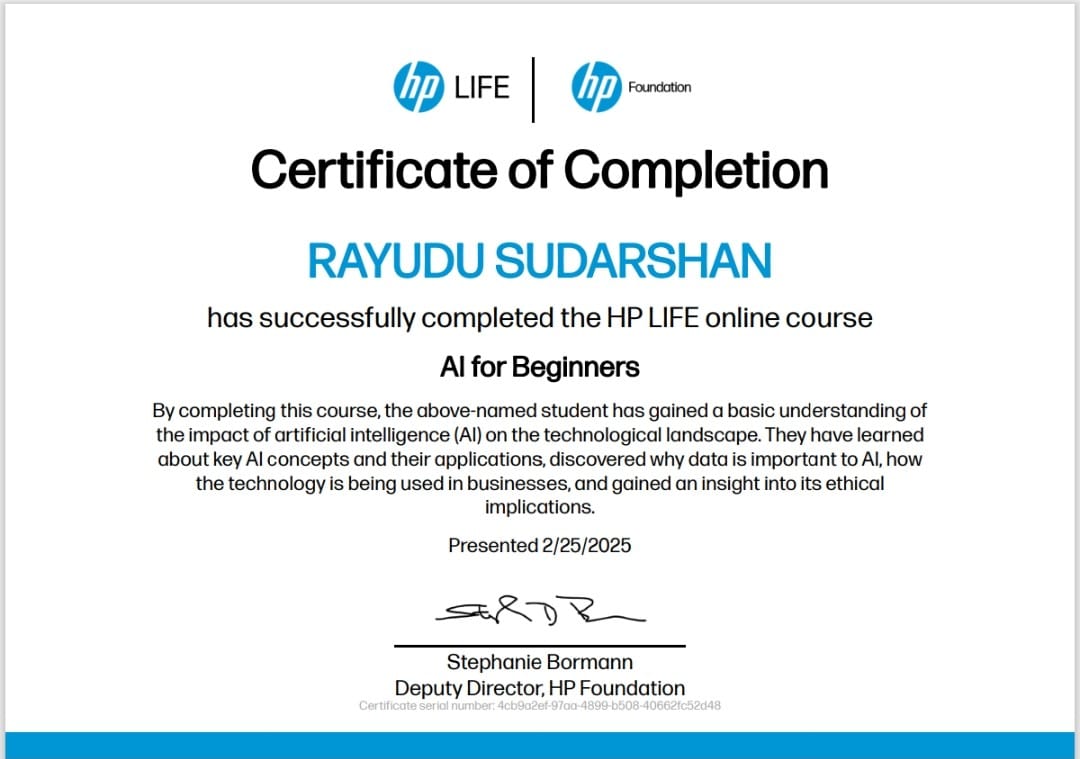 hp LIFE hp Foundation
Certificate of Completion
RAYUDU SUDARSHAN
has successfully completed the HP LIFE online course
AI for Beginners
By completing this course, the above-named student has gained a basic understanding of
the impact of artificial intelligence (AI) on the technological landscape. They have learned
about key AI concepts and their applications, discovered why data is important to AI, how
the technology is being used in businesses, and gained an insight into its ethical
implications.
Presented 2/25/2025
Stephanie Bormann
Deputy Director, HP Foundation
Certificate serial number: 4cb9a2ef-97aa-4899-b508-40662fc52d48